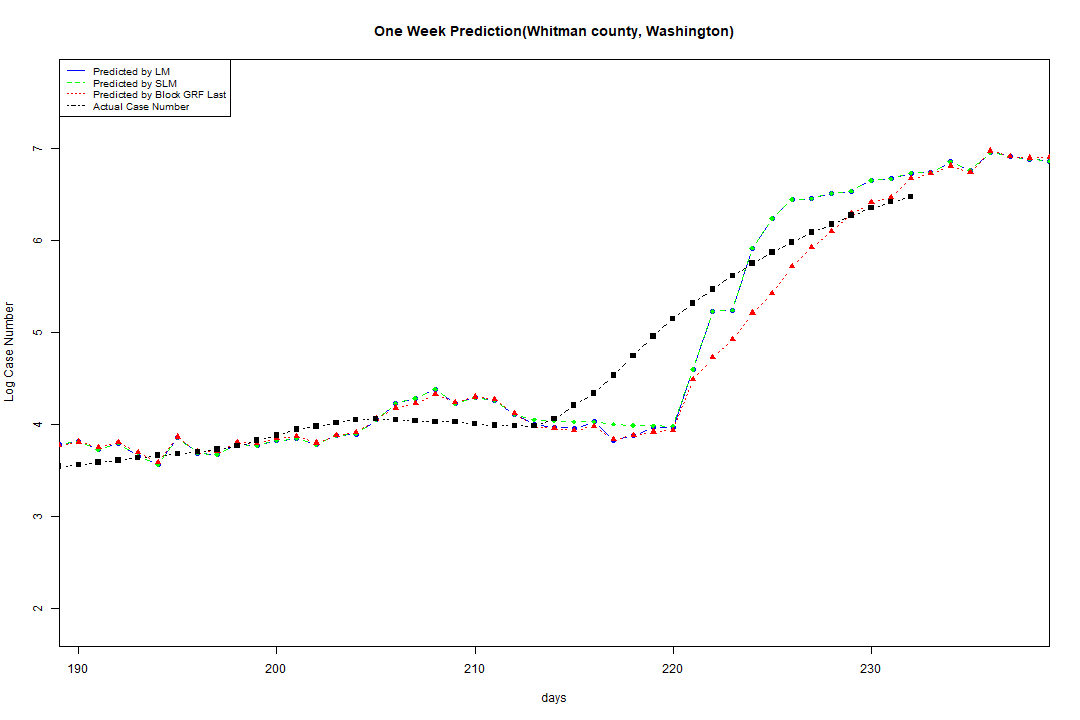 One Week Prediction(Whitman county, Washington)
Predicted by LM
Predicted by SLM
Predicted by Block GRF Last
Actual Case Number
7
6
5
4
3
2
Log Case Number
190 200 210 220 230
days